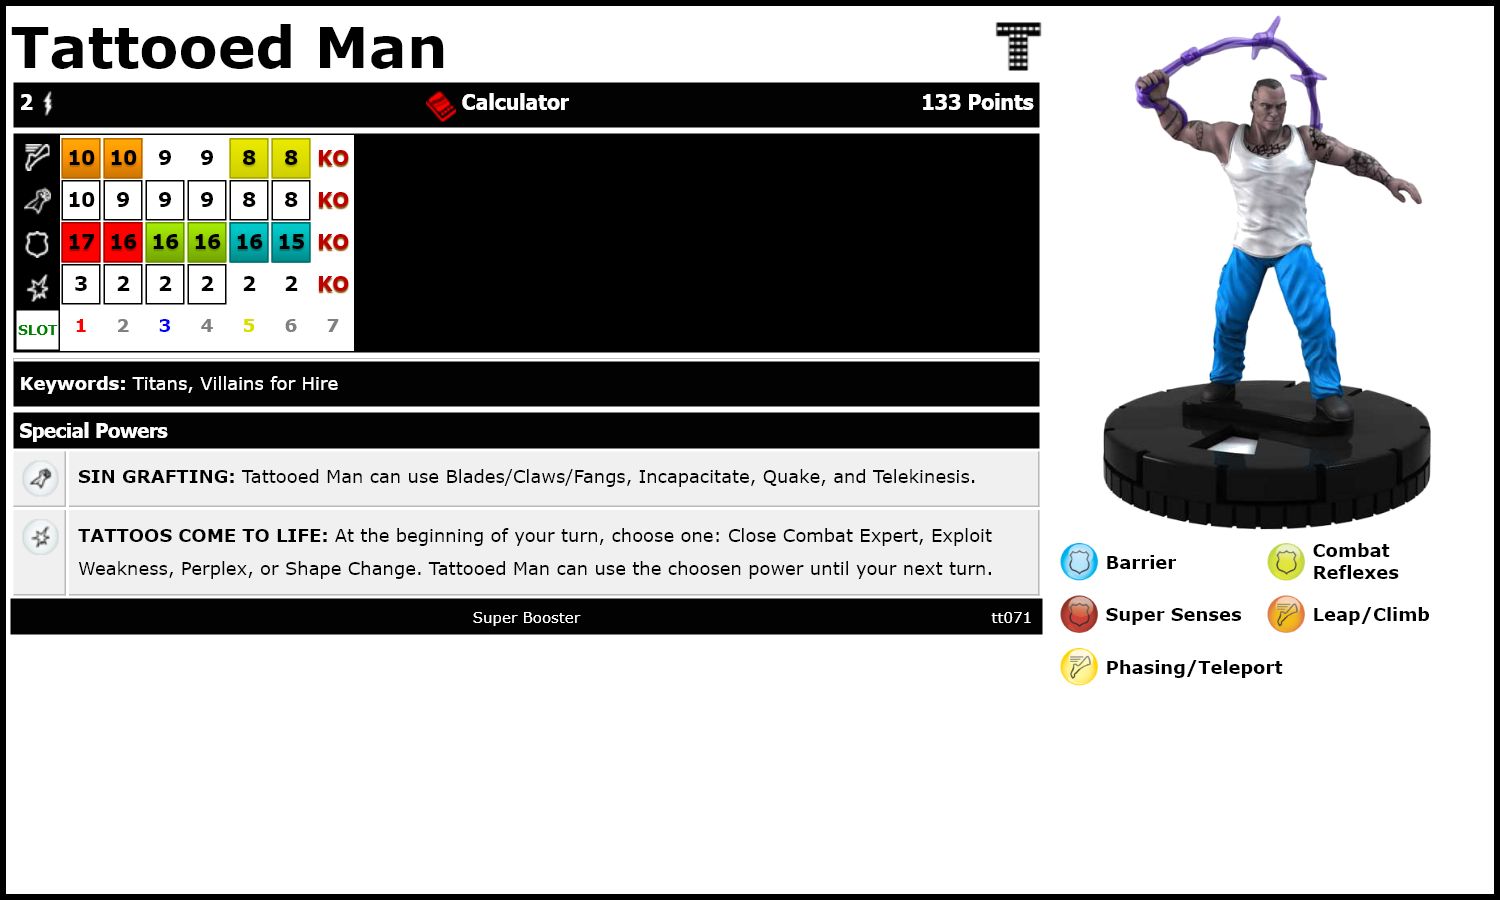 Tattooed Man
T
2 Calculator 133 Points
10 10 9 9 8 8 KO
10 9 9 9 8 8 KO
17 16 16 16 16 15 KO
3 2 2 2 2 2 KO
SLOT 1 2 3 4 5 6 7
Keywords: Titans, Villains for Hire
Special Powers
SIN GRAFTING: Tattooed Man can use Blades/Claws/Fangs, Incapacitate, Quake, and Telekinesis.
TATTOOS COME TO LIFE: At the beginning of your turn, choose one: Close Combat Expert, Exploit
Weakness, Perplex, or Shape Change. Tattooed Man can use the choosen power until your next turn.
Super Booster tt071
Barrier
Combat
Reflexes
Super Senses
Leap/Climb
Phasing/Teleport